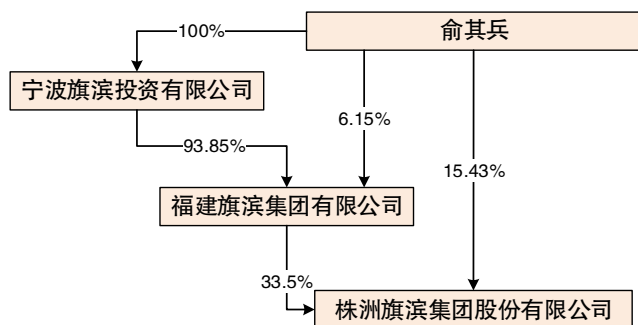 俞其兵
100%
宁波旗滨投资有限公司
6.15%
93.85%
15.43%
福建旗滨集团有限公司
33.5%
株洲旗滨集团股份有限公司